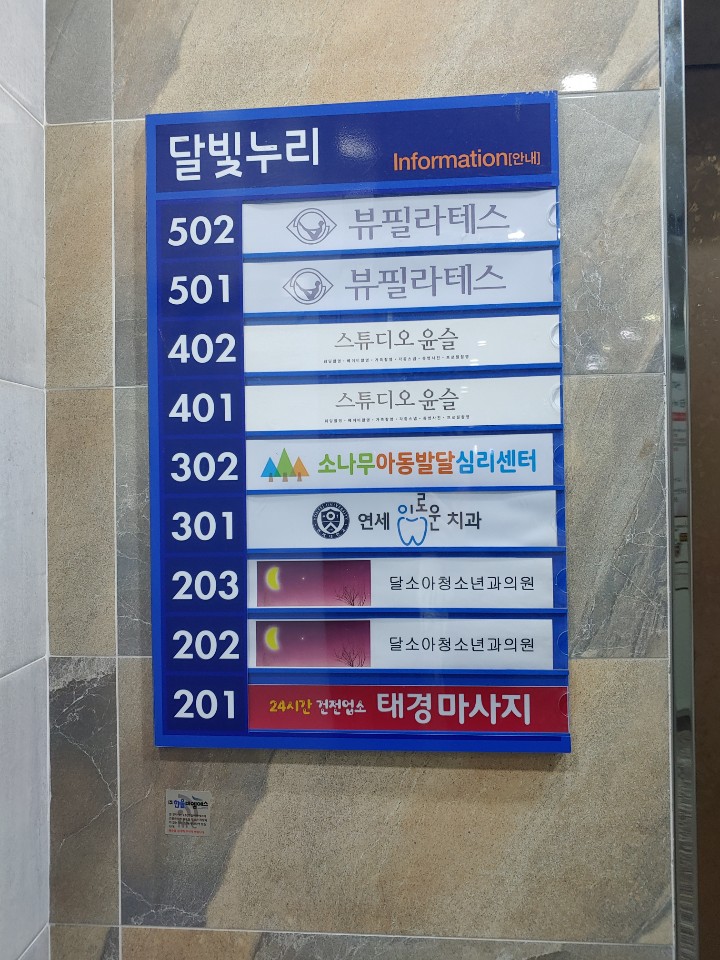 달빛누리
Information[안내]
502 뷰필라테스
501 뷰필라테스
402 스튜디오 윤슬
401 스튜디오 윤슬
302 소나무아동발달심리센터
301 연세 이로운 치과
203 달소아청소년과의원
202 달소아청소년과의원
201 24시간 건전업소 태경마사지